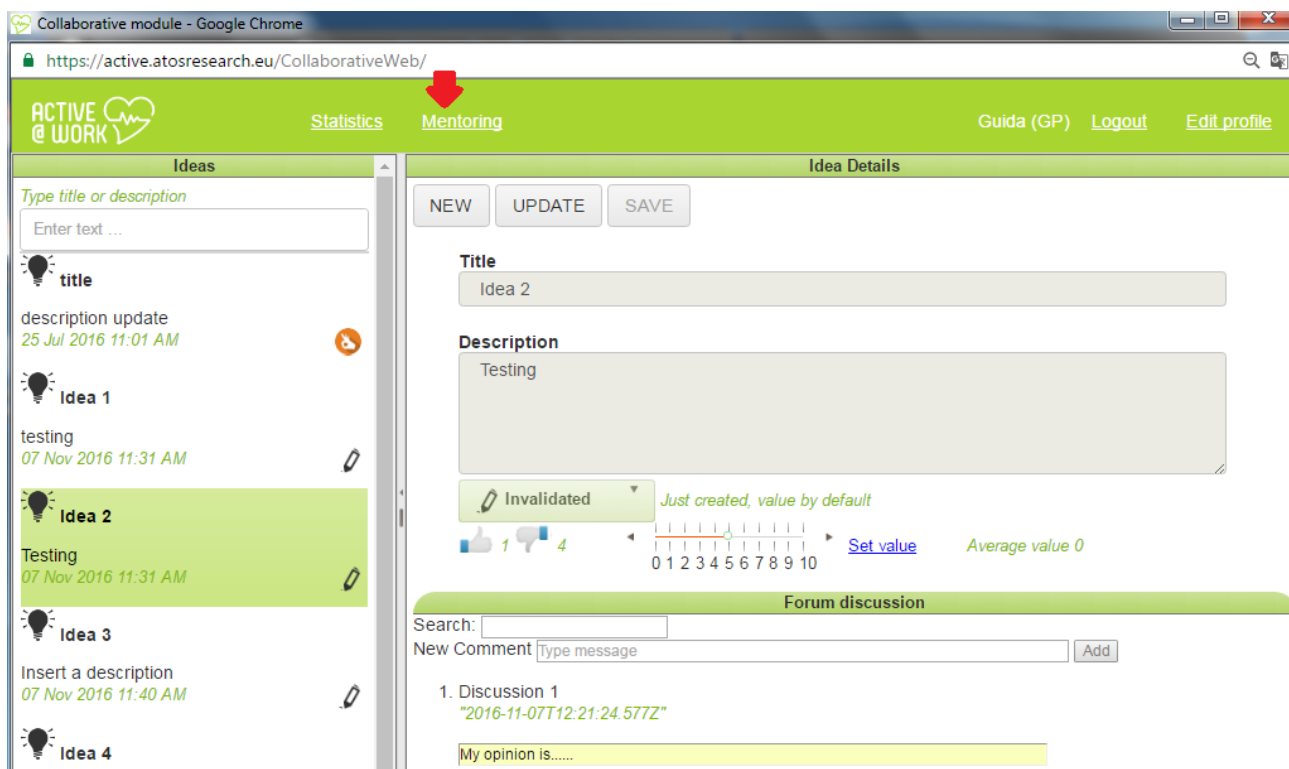 Collaborative module - Google Chrome
https://active.atosresearch.eu/CollaborativeWeb/
ACTIVE
@ WORK
Statistics Mentoring Guida (GP) Logout Edit profile
Ideas
Type title or description
Enter text ...
title
description update
25 Jul 2016 11:01 AM
Idea 1
testing
07 Nov 2016 11:31 AM
Idea 2
Testing
07 Nov 2016 11:31 AM
Idea 3
Insert a description
07 Nov 2016 11:40 AM
Idea 4
Idea Details
NEW UPDATE SAVE
Title
Idea 2
Description
Testing
Invalidated Just created, value by default
1 4
0 1 2 3 4 5 6 7 8 9 10
Set value Average value 0
Forum discussion
Search:
New Comment Type message Add
1. Discussion 1
"2016-11-07T12:21:24.577Z"
My opinion is......